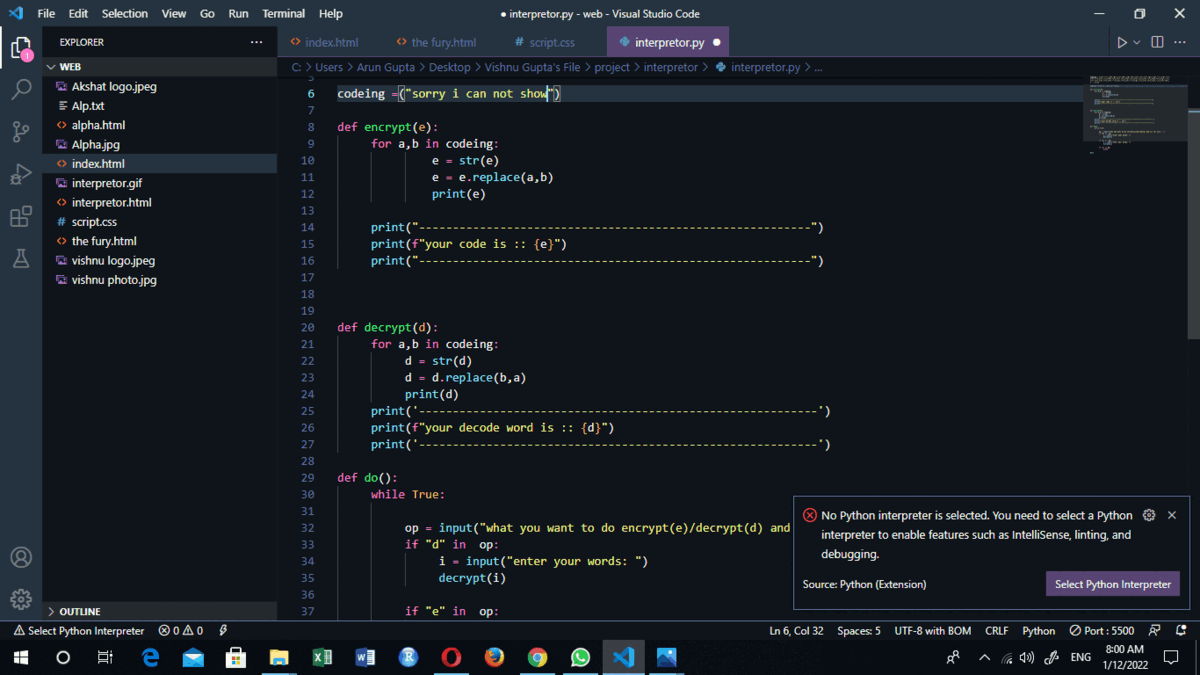 File Edit Selection View Go Run Terminal Help
● interpretor.py - web - Visual Studio Code
EXPLORER
WEB
Akshat logo.jpeg
Alp.txt
alpha.html
Alpha.jpg
index.html
interpretor.gif
interpretor.html
script.css
the fury.html
vishnu logo.jpeg
vishnu photo.jpg
OUTLINE
index.html the fury.html script.css interpretor.py
C: > Users > Arun Gupta > Desktop > Vishnu Gupta's File > project > interpretor > interpretor.py > ...
5
6 codeing =("sorry i can not show")
7
8 def encrypt(e):
9 for a,b in codeing:
10 e = str(e)
11 e = e.replace(a,b)
12 print(e)
13
14 print("----------------------------------------------------------")
15 print(f"your code is :: {e}")
16 print("----------------------------------------------------------")
17
18
19
20 def decrypt(d):
21 for a,b in codeing:
22 d = str(d)
23 d = d.replace(b,a)
24 print(d)
25 print('-----------------------------------------------------------')
26 print(f"your decode word is :: {d}")
27 print('-----------------------------------------------------------')
28
29 def do():
30 while True:
31
32 op = input("what you want to do encrypt(e)/decrypt(d) and
33 if "d" in op:
34 i = input("enter your words: ")
35 decrypt(i)
36
37 if "e" in op:
No Python interpreter is selected. You need to select a Python
interpreter to enable features such as IntelliSense, linting, and
debugging.
Source: Python (Extension)
Select Python Interpreter
Select Python Interpreter 0 0
Ln 6, Col 32 Spaces: 5 UTF-8 with BOM CRLF Python Port : 5500
ENG
8:00 AM
1/12/2022